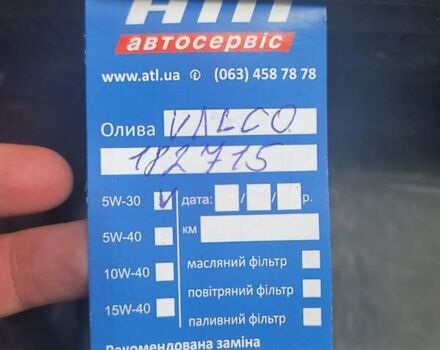 АТЛ
автосервіс
www.atl.ua (063) 458 78 78
Олива VALCO
182715
5W-30 V дата: / / р.
5W-40 км
10W-40 масляний фільтр
повітряний фільтр
15W-40 паливний фільтр
Рекомендована заміна